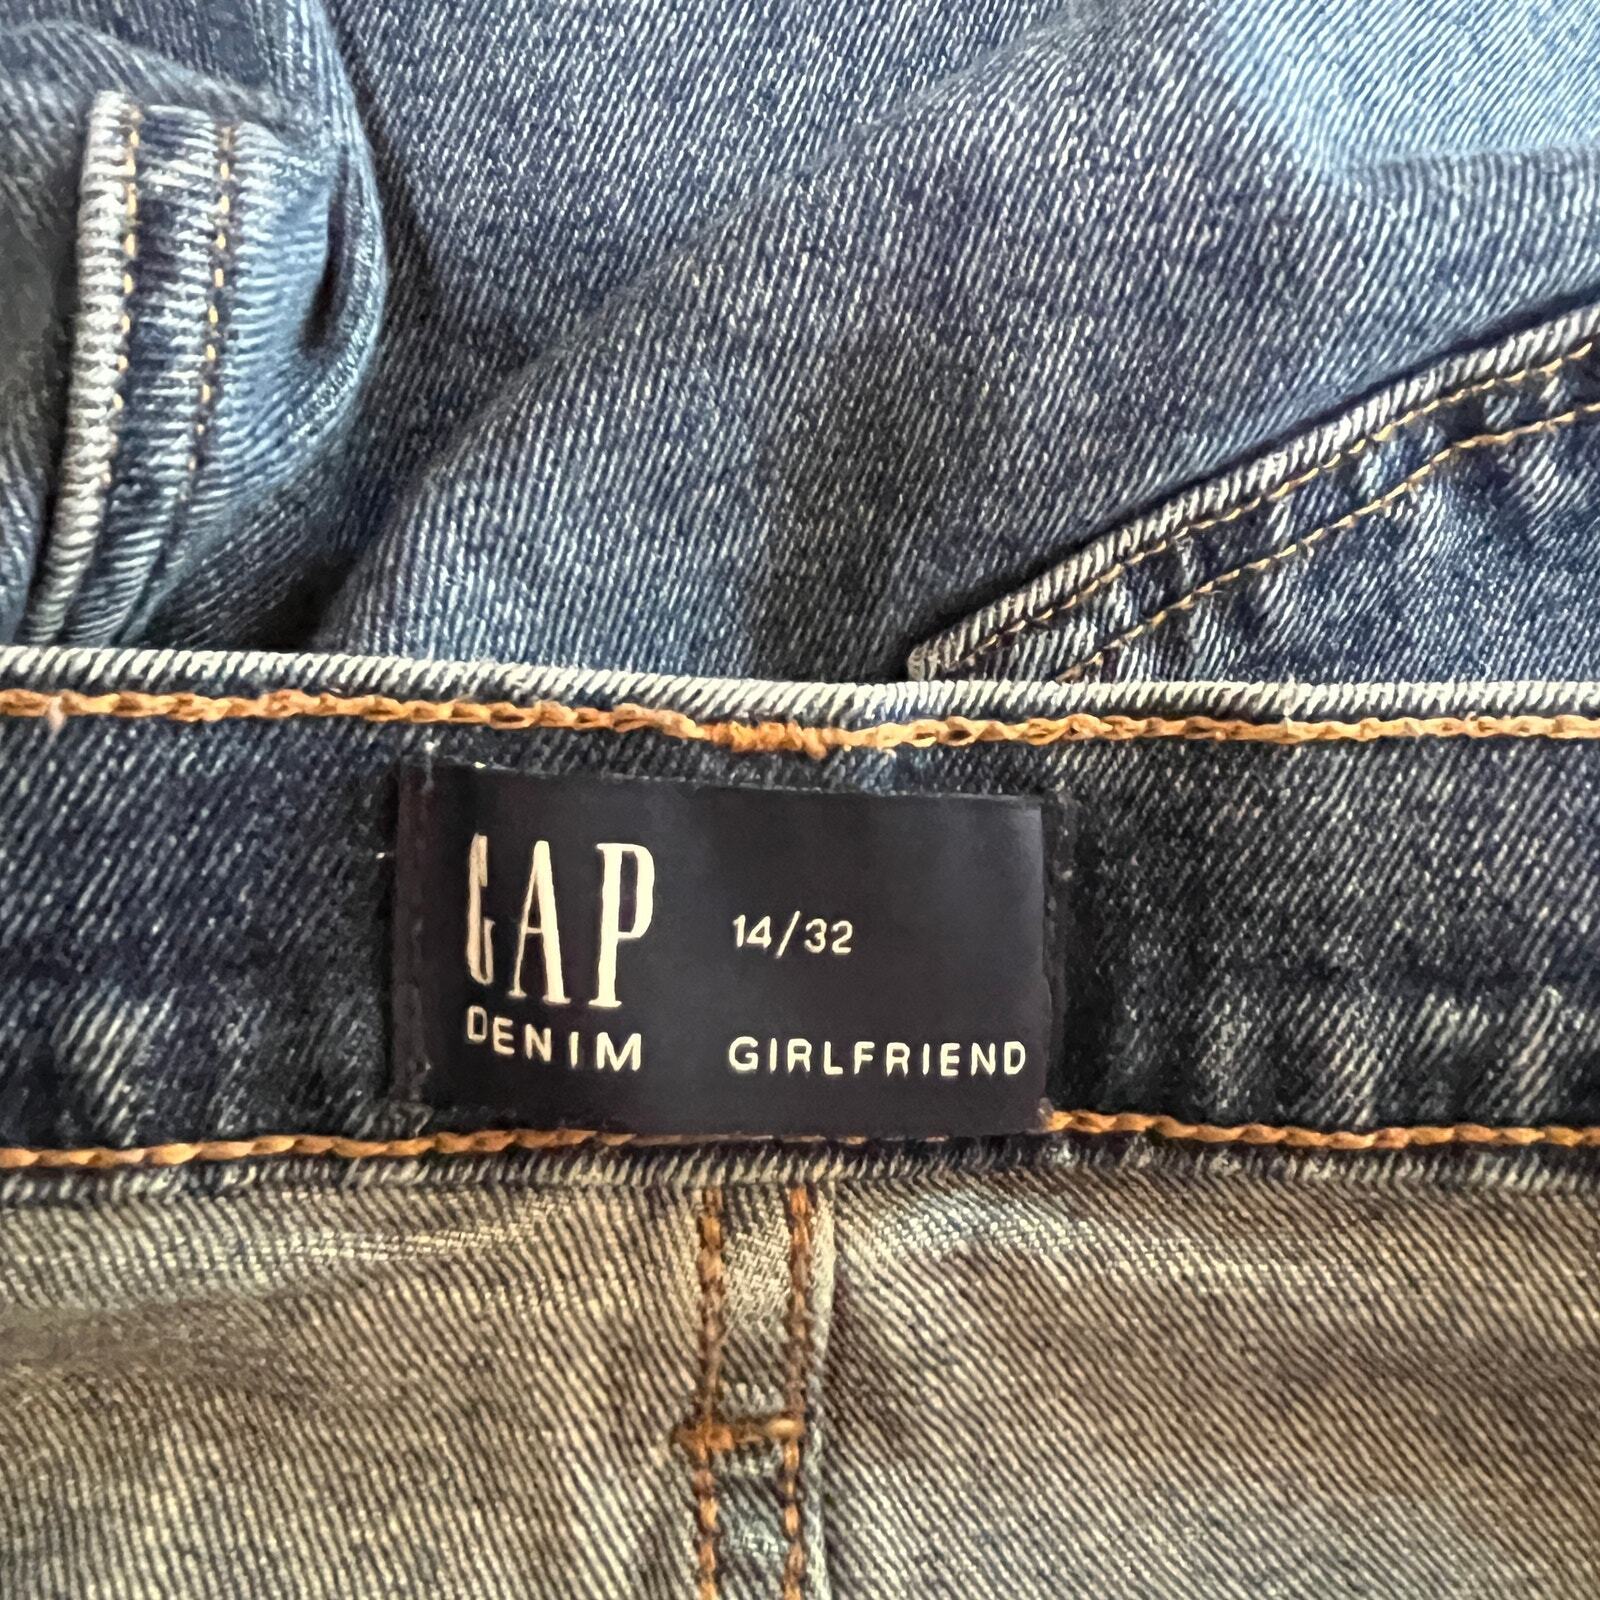 GAP
DENIM
14/32
GIRLFRIEND